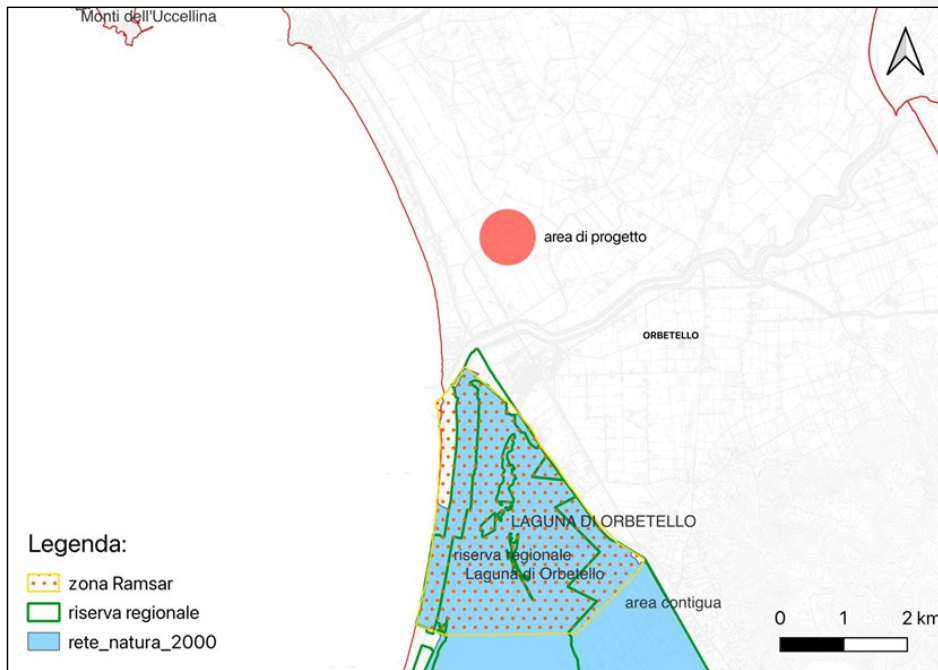 Monti dell'Uccellina
area di progetto
ORBETELLO
LAGUNA DI ORBETELLO
riserva regionale
Laguna di Orbetello
area contigua
Legenda:
zona Ramsar
riserva regionale
rete_natura_2000
0 1 2 km